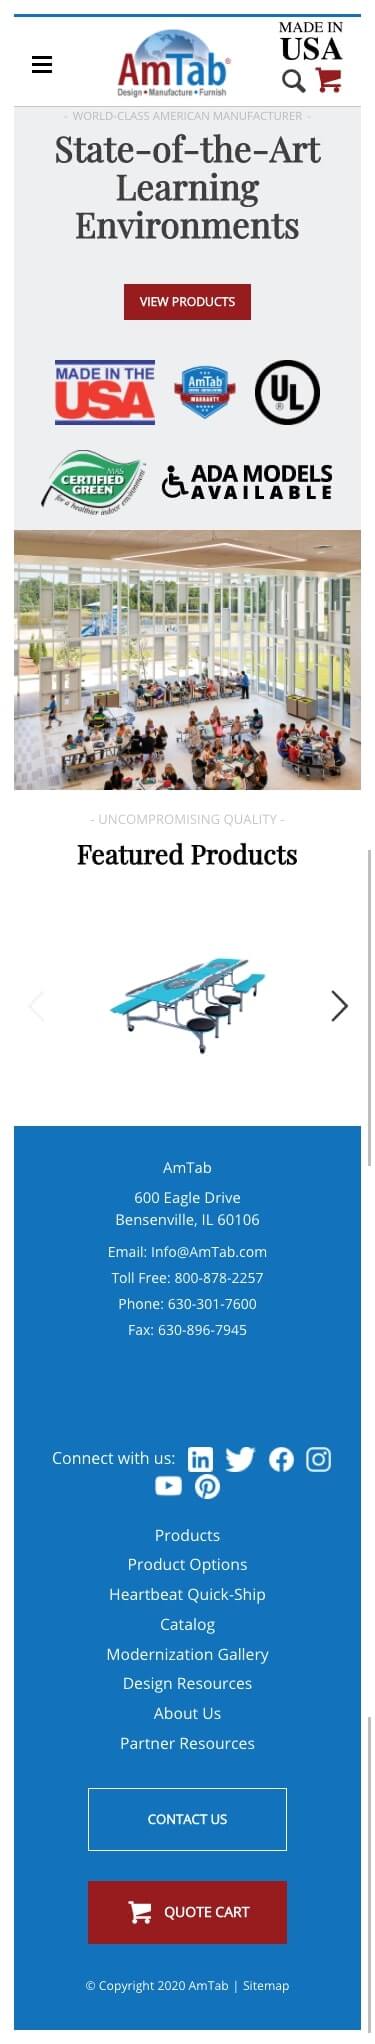 MADE IN
USA
AmTab®
Design • Manufacture • Furnish
- WORLD-CLASS AMERICAN MANUFACTURER -
State-of-the-Art
Learning
Environments
VIEW PRODUCTS
MADE IN THE
USA
AmTab
WARRANTY
UL
®
MAS
CERTIFIED
GREEN
for a healthier indoor environment
ADA MODELS
AVAILABLE
- UNCOMPROMISING QUALITY -
Featured Products
AmTab
600 Eagle Drive
Bensenville, IL 60106
Email: Info@AmTab.com
Toll Free: 800-878-2257
Phone: 630-301-7600
Fax: 630-896-7945
Connect with us:
Products
Product Options
Heartbeat Quick-Ship
Catalog
Modernization Gallery
Design Resources
About Us
Partner Resources
CONTACT US
QUOTE CART
© Copyright 2020 AmTab | Sitemap